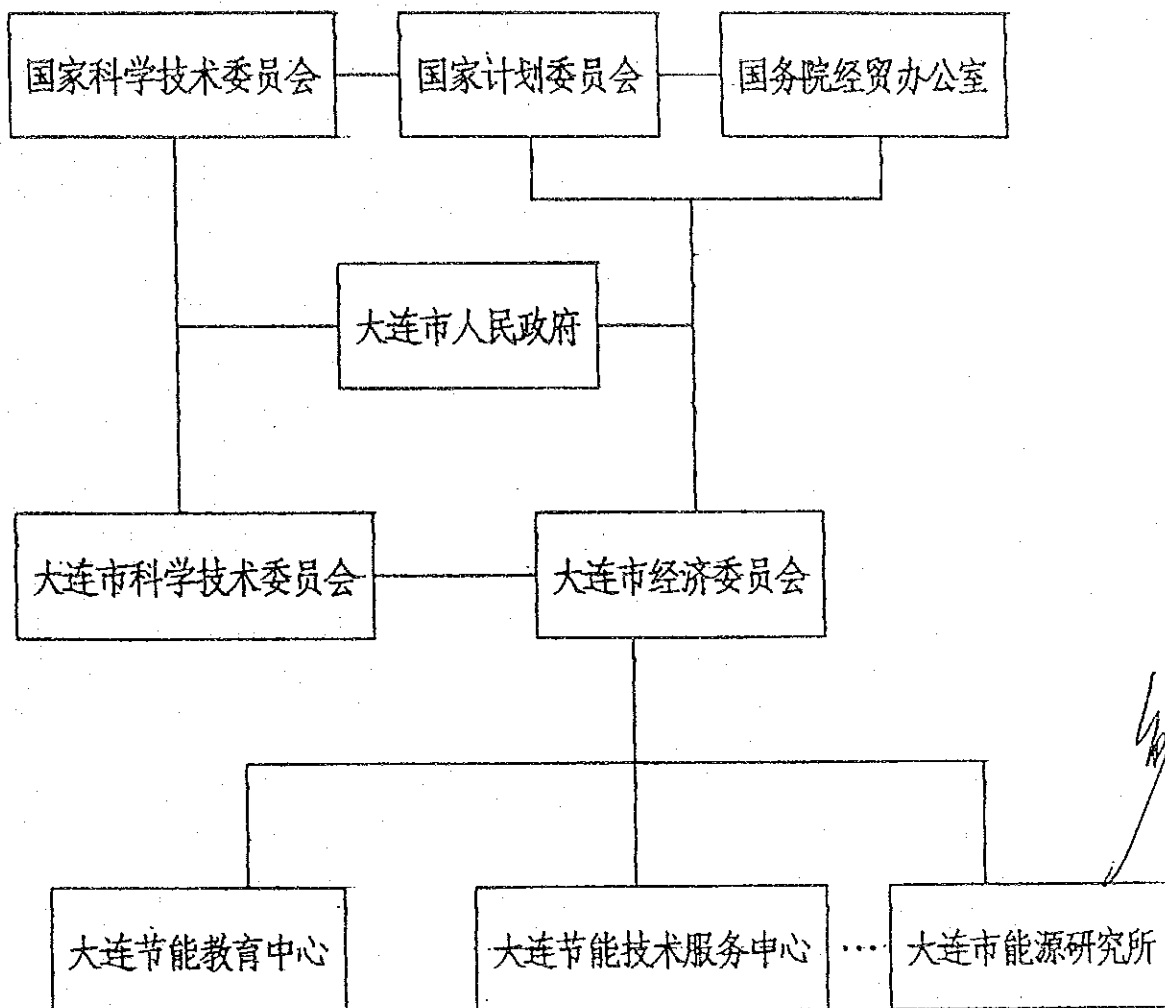 国家科学技术委员会
国家计划委员会
国务院经贸办公室
大连市人民政府
大连市科学技术委员会
大连市经济委员会
大连节能教育中心
大连节能技术服务中心
…
大连市能源研究所